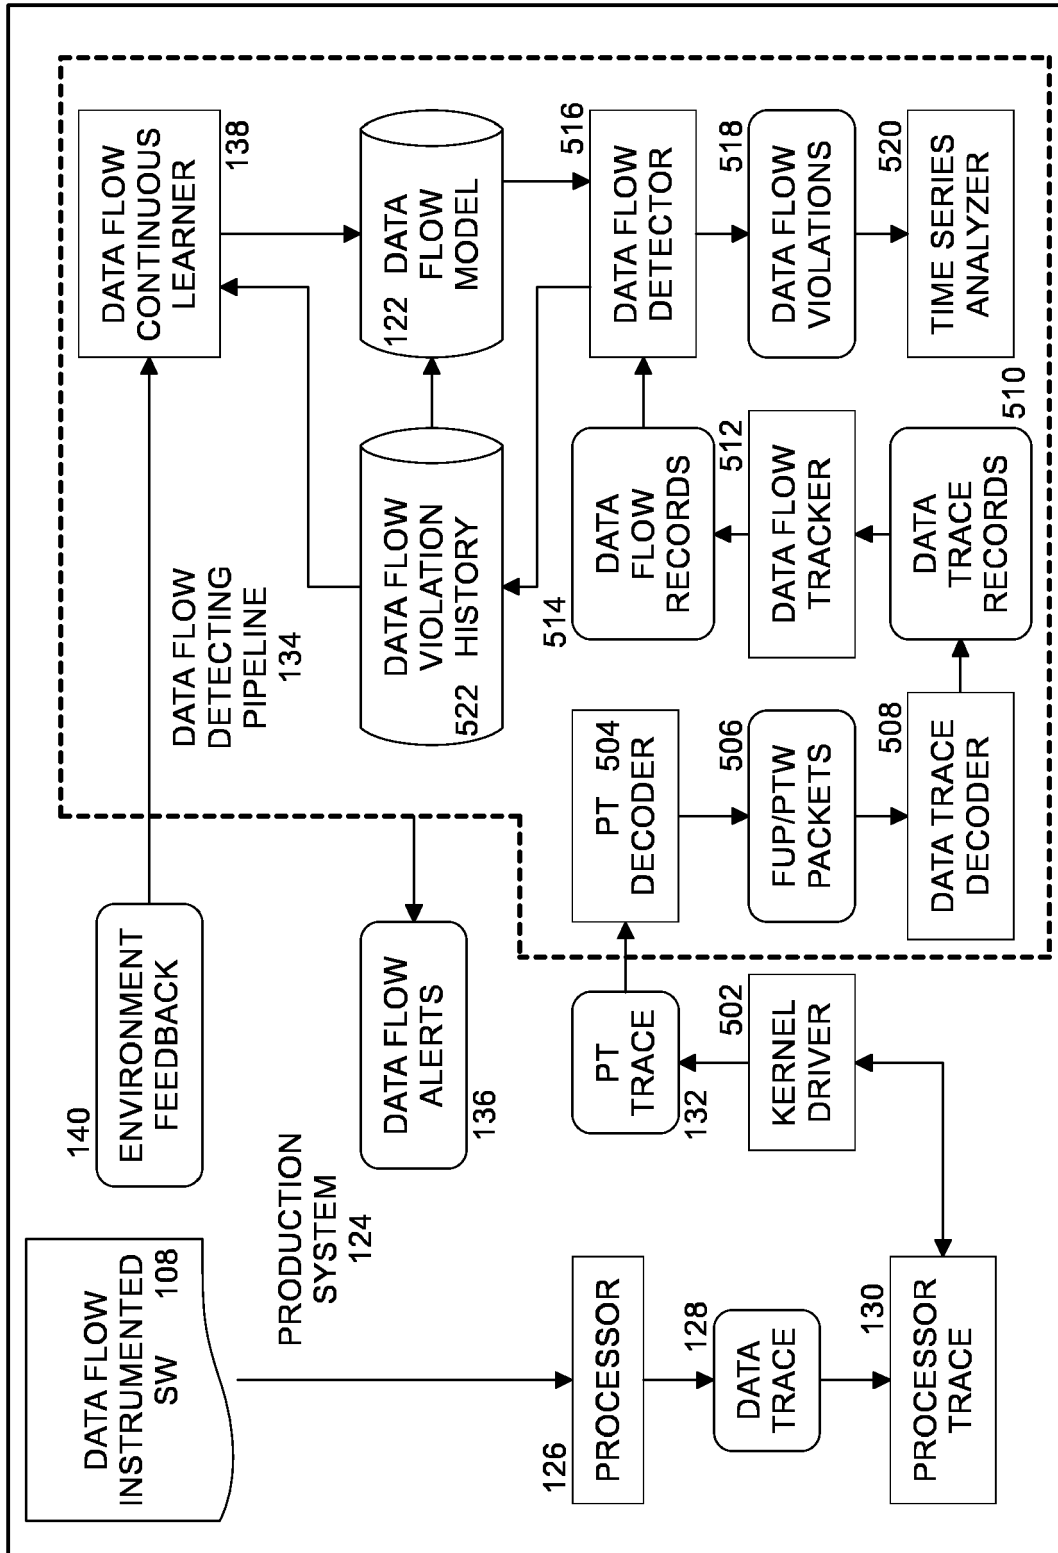 DATA FLOW
INSTRUMENTED
SW 108
140
ENVIRONMENT
FEEDBACK
DATA FLOW
DETECTING
PIPELINE
134
DATA FLOW
CONTINUOUS
LEARNER
138
PRODUCTION
SYSTEM
124
DATA FLOW
ALERTS
136
DATA FLOW
VIOLATION
HISTORY
522
122 DATA
FLOW
MODEL
126
PROCESSOR
128
DATA
TRACE
130
PROCESSOR
TRACE
PT
TRACE
132
502
KERNEL
DRIVER
PT 504
DECODER
506
FUP/PTW
PACKETS
508
DATA TRACE
DECODER
514
DATA
FLOW
RECORDS
512
DATA FLOW
TRACKER
DATA
TRACE
RECORDS
510
516
DATA FLOW
DETECTOR
518
DATA FLOW
VIOLATIONS
520
TIME SERIES
ANALYZER